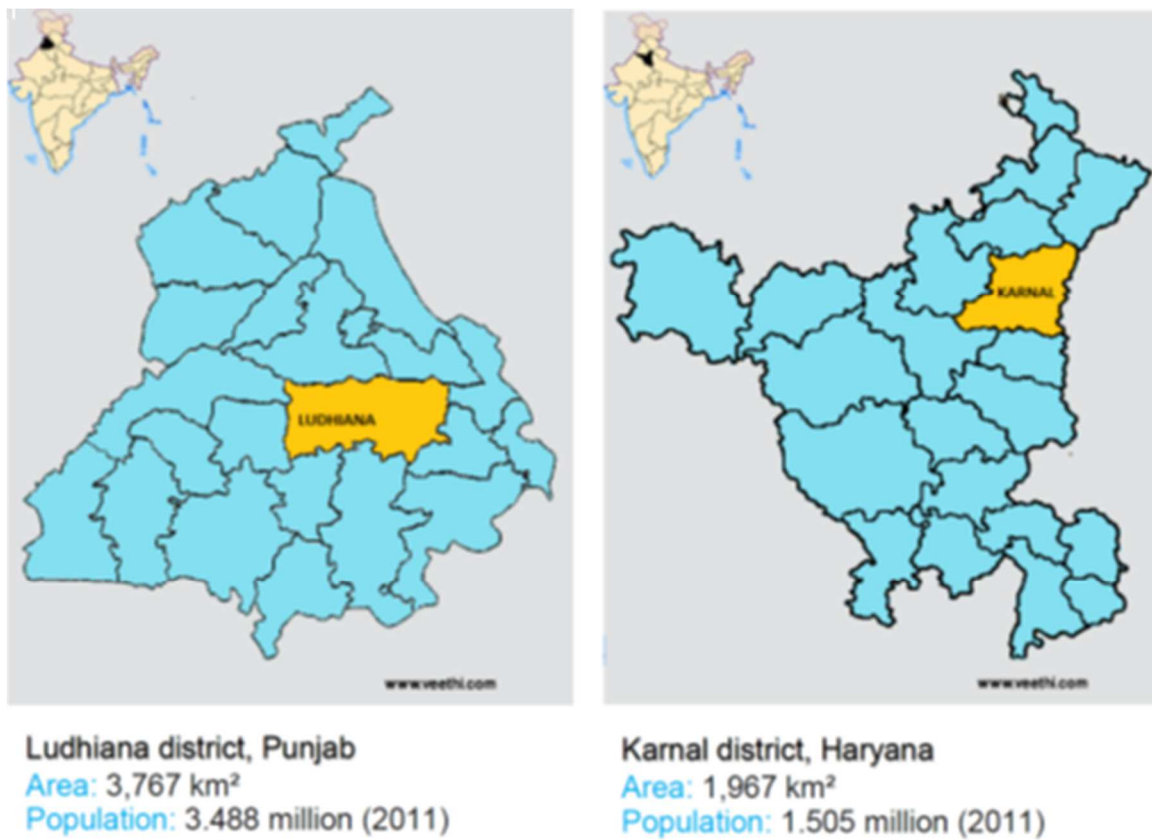 LUDHIANA
www.veethi.com
Ludhiana district, Punjab
Area: 3,767 km²
Population: 3.488 million (2011)
KARNAL
www.veethi.com
Karnal district, Haryana
Area: 1,967 km²
Population: 1.505 million (2011)